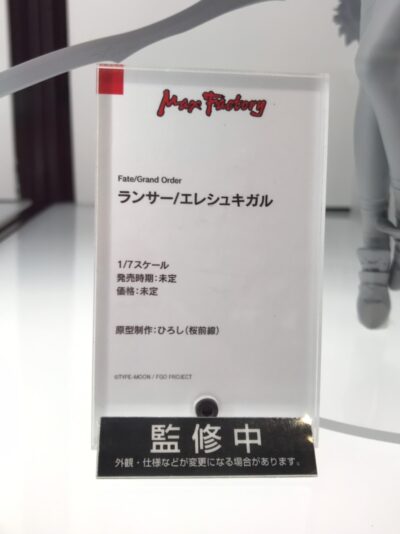 Max Factory
Fate/Grand Order
ランサー/エレシュキガル
1/7スケール
発売時期:未定
価格:未定
原型制作:ひろし(桜前線)
©TYPE-MOON / FGO PROJECT
監修中
外観・仕様などが変更になる場合があります。